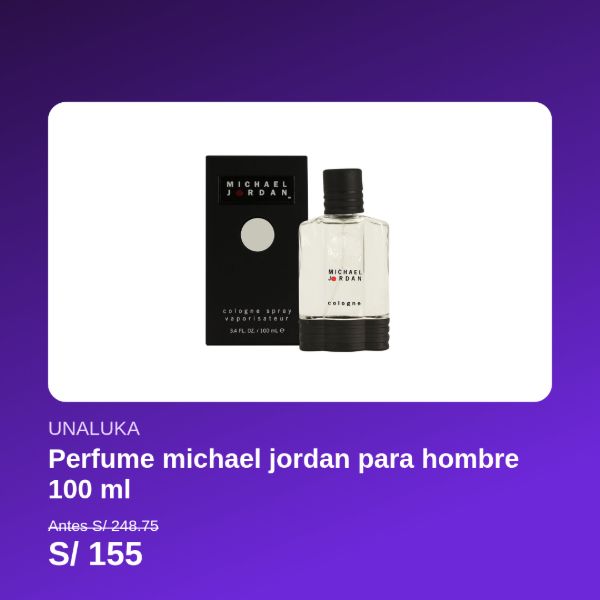 MICHAEL
JORDAN
cologne spray
vaporisateur
3.4 FL. OZ. / 100 mL ℮
MICHAEL
JORDAN
cologne
UNALUKA
Perfume michael jordan para hombre
100 ml
Antes S/ 248.75
S/ 155